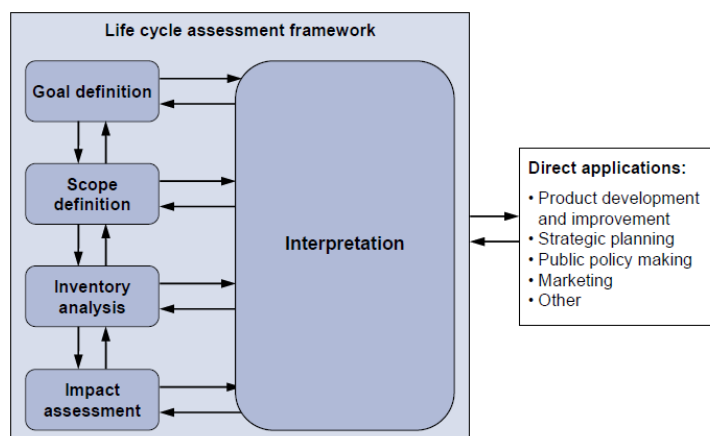 Life cycle assessment framework
Goal definition
Scope
definition
Inventory
analysis
Impact
assessment
Interpretation
Direct applications:
• Product development
and improvement
• Strategic planning
• Public policy making
• Marketing
• Other